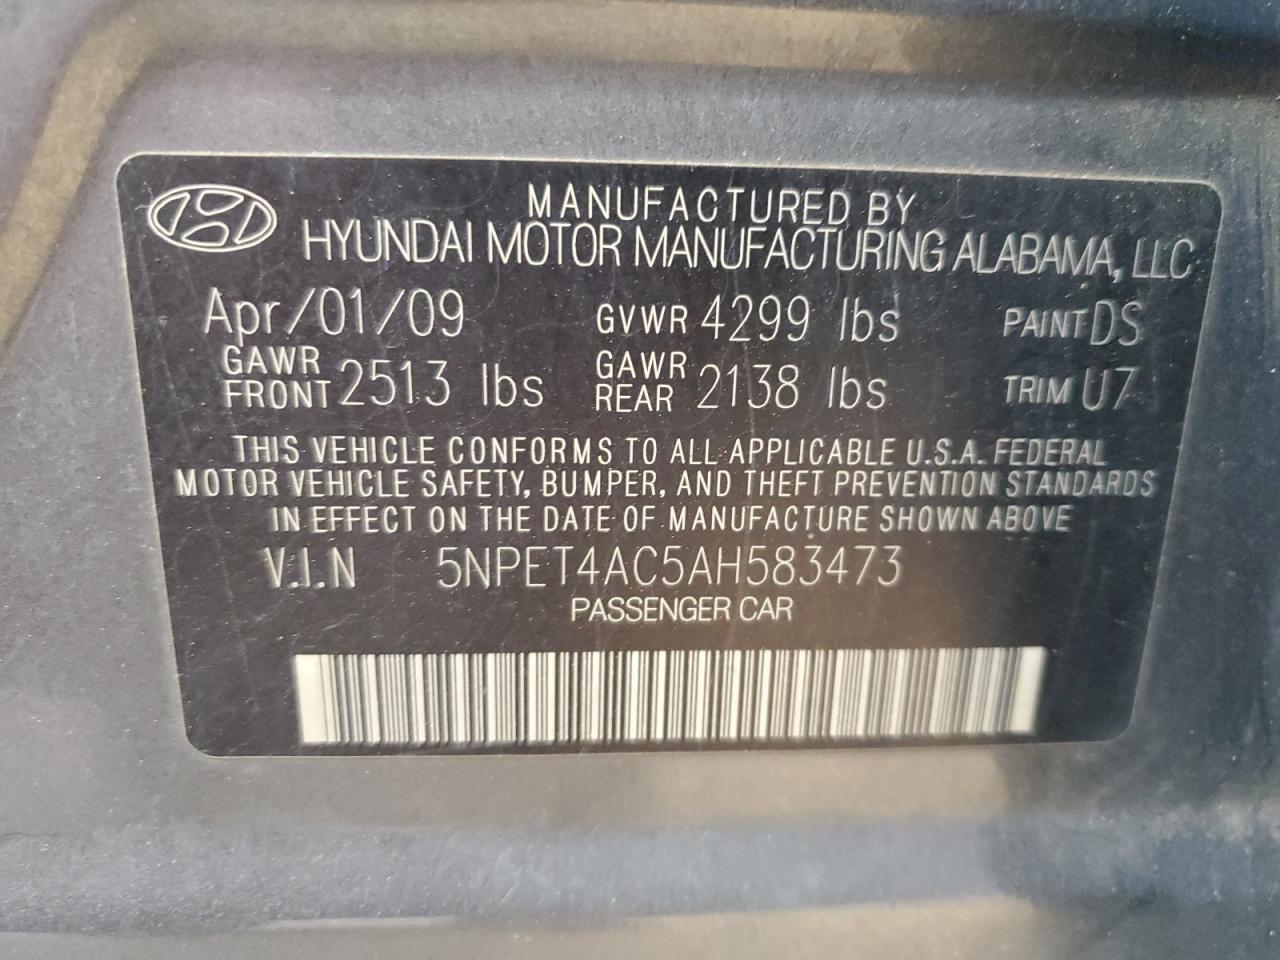 MANUFACTURED BY
HYUNDAI MOTOR MANUFACTURING ALABAMA, LLC
Apr/01/09 GVWR 4299 lbs PAINT DS
GAWR FRONT 2513 lbs GAWR REAR 2138 lbs TRIM U7
THIS VEHICLE CONFORMS TO ALL APPLICABLE U.S.A. FEDERAL
MOTOR VEHICLE SAFETY, BUMPER, AND THEFT PREVENTION STANDARDS
IN EFFECT ON THE DATE OF MANUFACTURE SHOWN ABOVE
V.I.N 5NPET4AC5AH583473
PASSENGER CAR